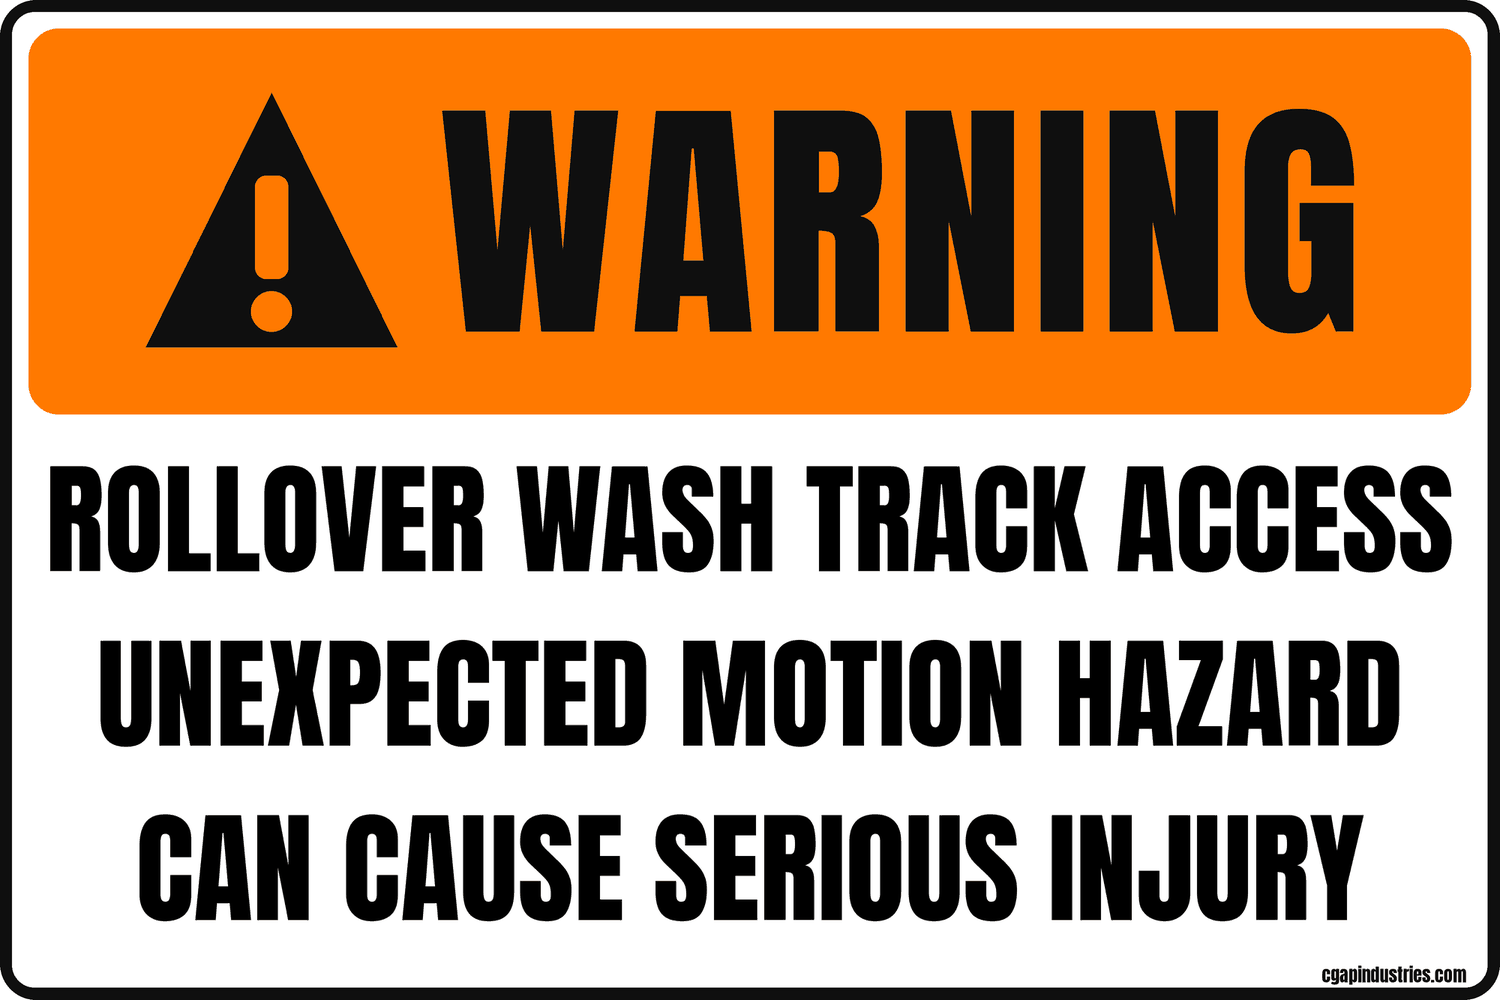 WARNING
ROLLOVER WASH TRACK ACCESS
UNEXPECTED MOTION HAZARD
CAN CAUSE SERIOUS INJURY
cgapindustries.com